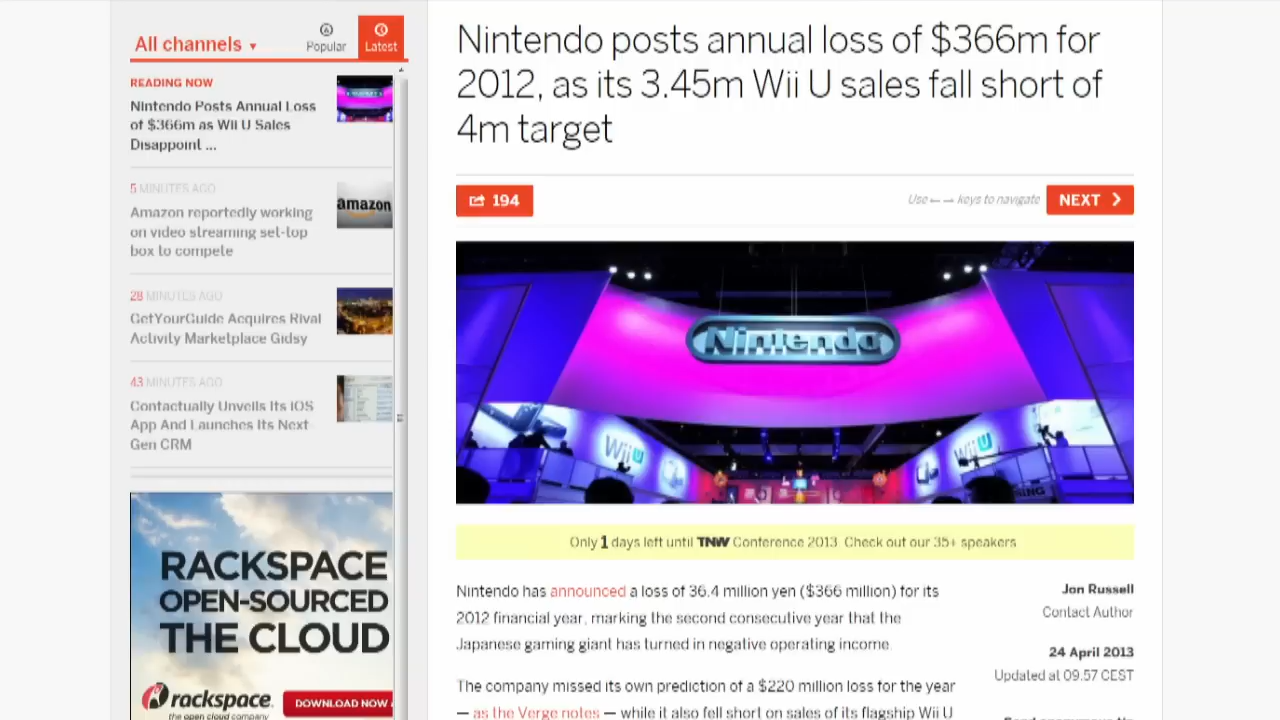 All channels ▾
Popular
Latest
READING NOW
Nintendo Posts Annual Loss
of $366m as Wii U Sales
Disappoint ...
5 MINUTES AGO
Amazon reportedly working
on video streaming set-top
box to compete
amazon
28 MINUTES AGO
GetYourGuide Acquires Rival
Activity Marketplace Gidsy
43 MINUTES AGO
Contactually Unveils Its iOS
App And Launches Its Next-
Gen CRM
RACKSPACE
OPEN-SOURCED
THE CLOUD
rackspace.
the open cloud company
DOWNLOAD NOW
Nintendo posts annual loss of $366m for
2012, as its 3.45m Wii U sales fall short of
4m target
194
Use ← → keys to navigate
NEXT
Nintendo
Wii U
Wii U
Only 1 days left until TNW Conference 2013. Check out our 35+ speakers
Nintendo has announced a loss of 36.4 million yen ($366 million) for its
2012 financial year, marking the second consecutive year that the
Japanese gaming giant has turned in negative operating income.
The company missed its own prediction of a $220 million loss for the year
— as the Verge notes — while it also fell short on sales of its flagship Wii U
Jon Russell
Contact Author
24 April 2013
Updated at 09:57 CEST